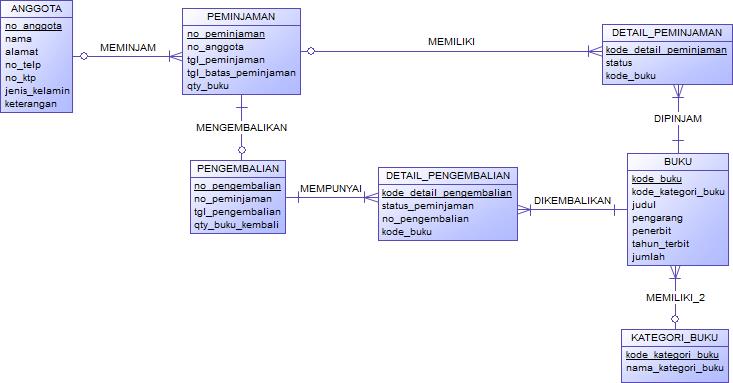 ANGGOTA
no_anggota
nama
alamat
no_telp
no_ktp
jenis_kelamin
keterangan
MEMINJAM
PEMINJAMAN
no_peminjaman
no_anggota
tgl_peminjaman
tgl_batas_peminjaman
qty_buku
MEMILIKI
DETAIL_PEMINJAMAN
kode_detail_peminjaman
status
kode_buku
MENGEMBALIKAN
DIPINJAM
PENGEMBALIAN
no_pengembalian
no_peminjaman
tgl_pengembalian
qty_buku_kembali
MEMPUNYAI
DETAIL_PENGEMBALIAN
kode_detail_pengembalian
status_peminjaman
no_pengembalian
kode_buku
DIKEMBALIKAN
BUKU
kode_buku
kode_kategori_buku
judul
pengarang
penerbit
tahun_terbit
jumlah
MEMILIKI_2
KATEGORI_BUKU
kode_kategori_buku
nama_kategori_buku